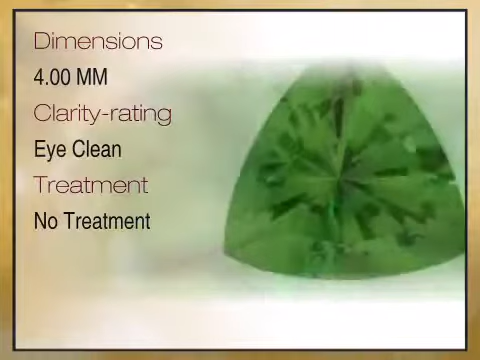 Dimensions
4.00 MM
Clarity-rating
Eye Clean
Treatment
No Treatment